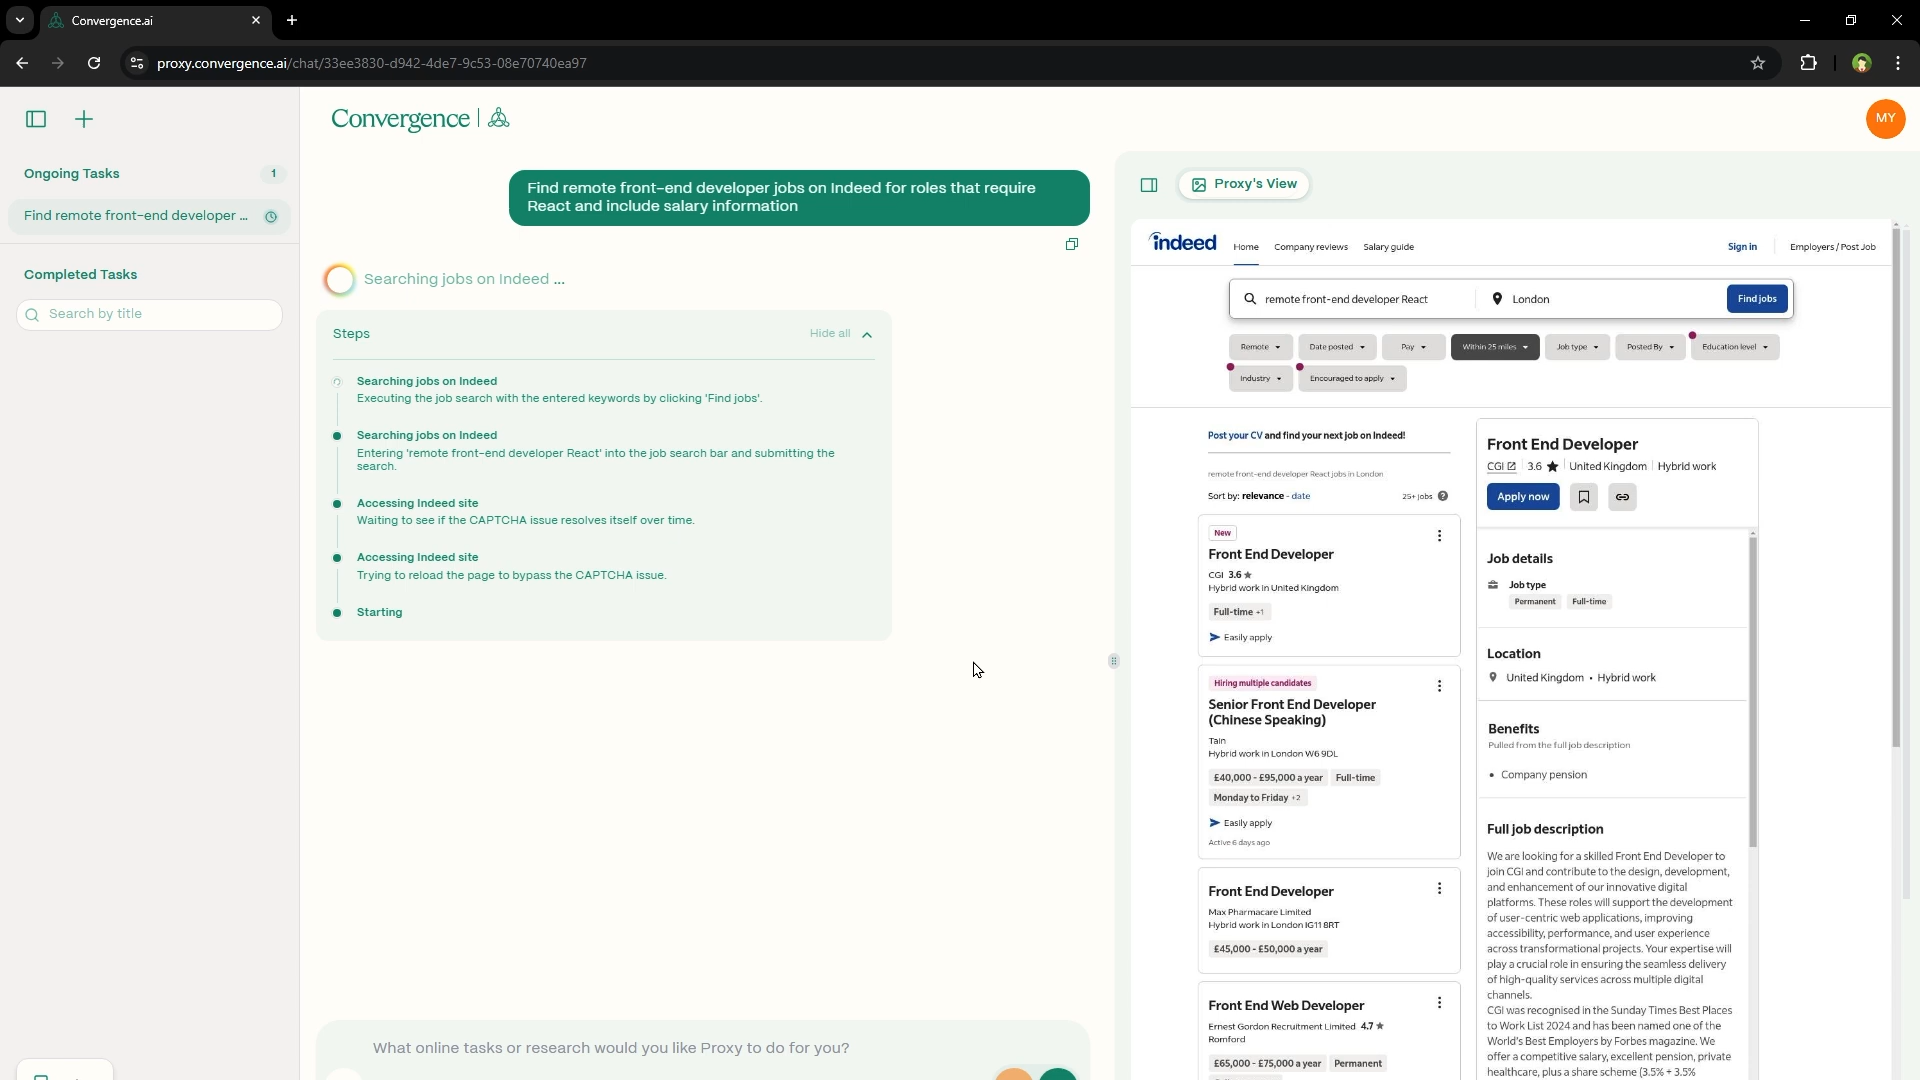 Convergence.ai
proxy.convergence.ai/chat/33ee3830-d942-4de7-9c53-08e70740ea97
Convergence
MY
Ongoing Tasks
1
Find remote front-end developer ...
Completed Tasks
Search by title
Find remote front-end developer jobs on Indeed for roles that require
React and include salary information
Searching jobs on Indeed ...
Steps
Hide all
Searching jobs on Indeed
Executing the job search with the entered keywords by clicking 'Find jobs'.
Searching jobs on Indeed
Entering 'remote front-end developer React' into the job search bar and submitting the
search.
Accessing Indeed site
Waiting to see if the CAPTCHA issue resolves itself over time.
Accessing Indeed site
Trying to reload the page to bypass the CAPTCHA issue.
Starting
What online tasks or research would you like Proxy to do for you?
Proxy's View
indeed
Home
Company reviews
Salary guide
Sign in
Employers / Post Job
remote front-end developer React
London
Find jobs
Remote
Date posted
Pay
Within 25 miles
Job type
Posted By
Education level
Industry
Encouraged to apply
Post your CV and find your next job on Indeed!
remote front-end developer React jobs in London
Sort by: relevance - date
25+ jobs
New
Front End Developer
CGI 3.6
Hybrid work in United Kingdom
Full-time +1
Easily apply
Hiring multiple candidates
Senior Front End Developer
(Chinese Speaking)
Tain
Hybrid work in London W6 9DL
£40,000 - £95,000 a year
Full-time
Monday to Friday +2
Easily apply
Active 6 days ago
Front End Developer
Max Pharmacare Limited
Hybrid work in London IG11 8RT
£45,000 - £50,000 a year
Front End Web Developer
Ernest Gordon Recruitment Limited 4.7
Romford
£65,000 - £75,000 a year
Permanent
Front End Developer
CGI
3.6
United Kingdom
Hybrid work
Apply now
Job details
Job type
Permanent
Full-time
Location
United Kingdom • Hybrid work
Benefits
Pulled from the full job description
• Company pension
Full job description
We are looking for a skilled Front End Developer to
join CGI and contribute to the design, development,
and enhancement of our innovative digital
platforms. These roles will support the development
of user-centric web applications, improving
accessibility, performance, and user experience
across transformational projects. Your expertise will
play a crucial role in ensuring the seamless delivery
of high-quality services across multiple digital
channels.
CGI was recognised in the Sunday Times Best Places
to Work List 2024 and has been named one of the
World's Best Employers by Forbes magazine. We
offer a competitive salary, excellent pension, private
healthcare, plus a share scheme (3.5% + 3.5%